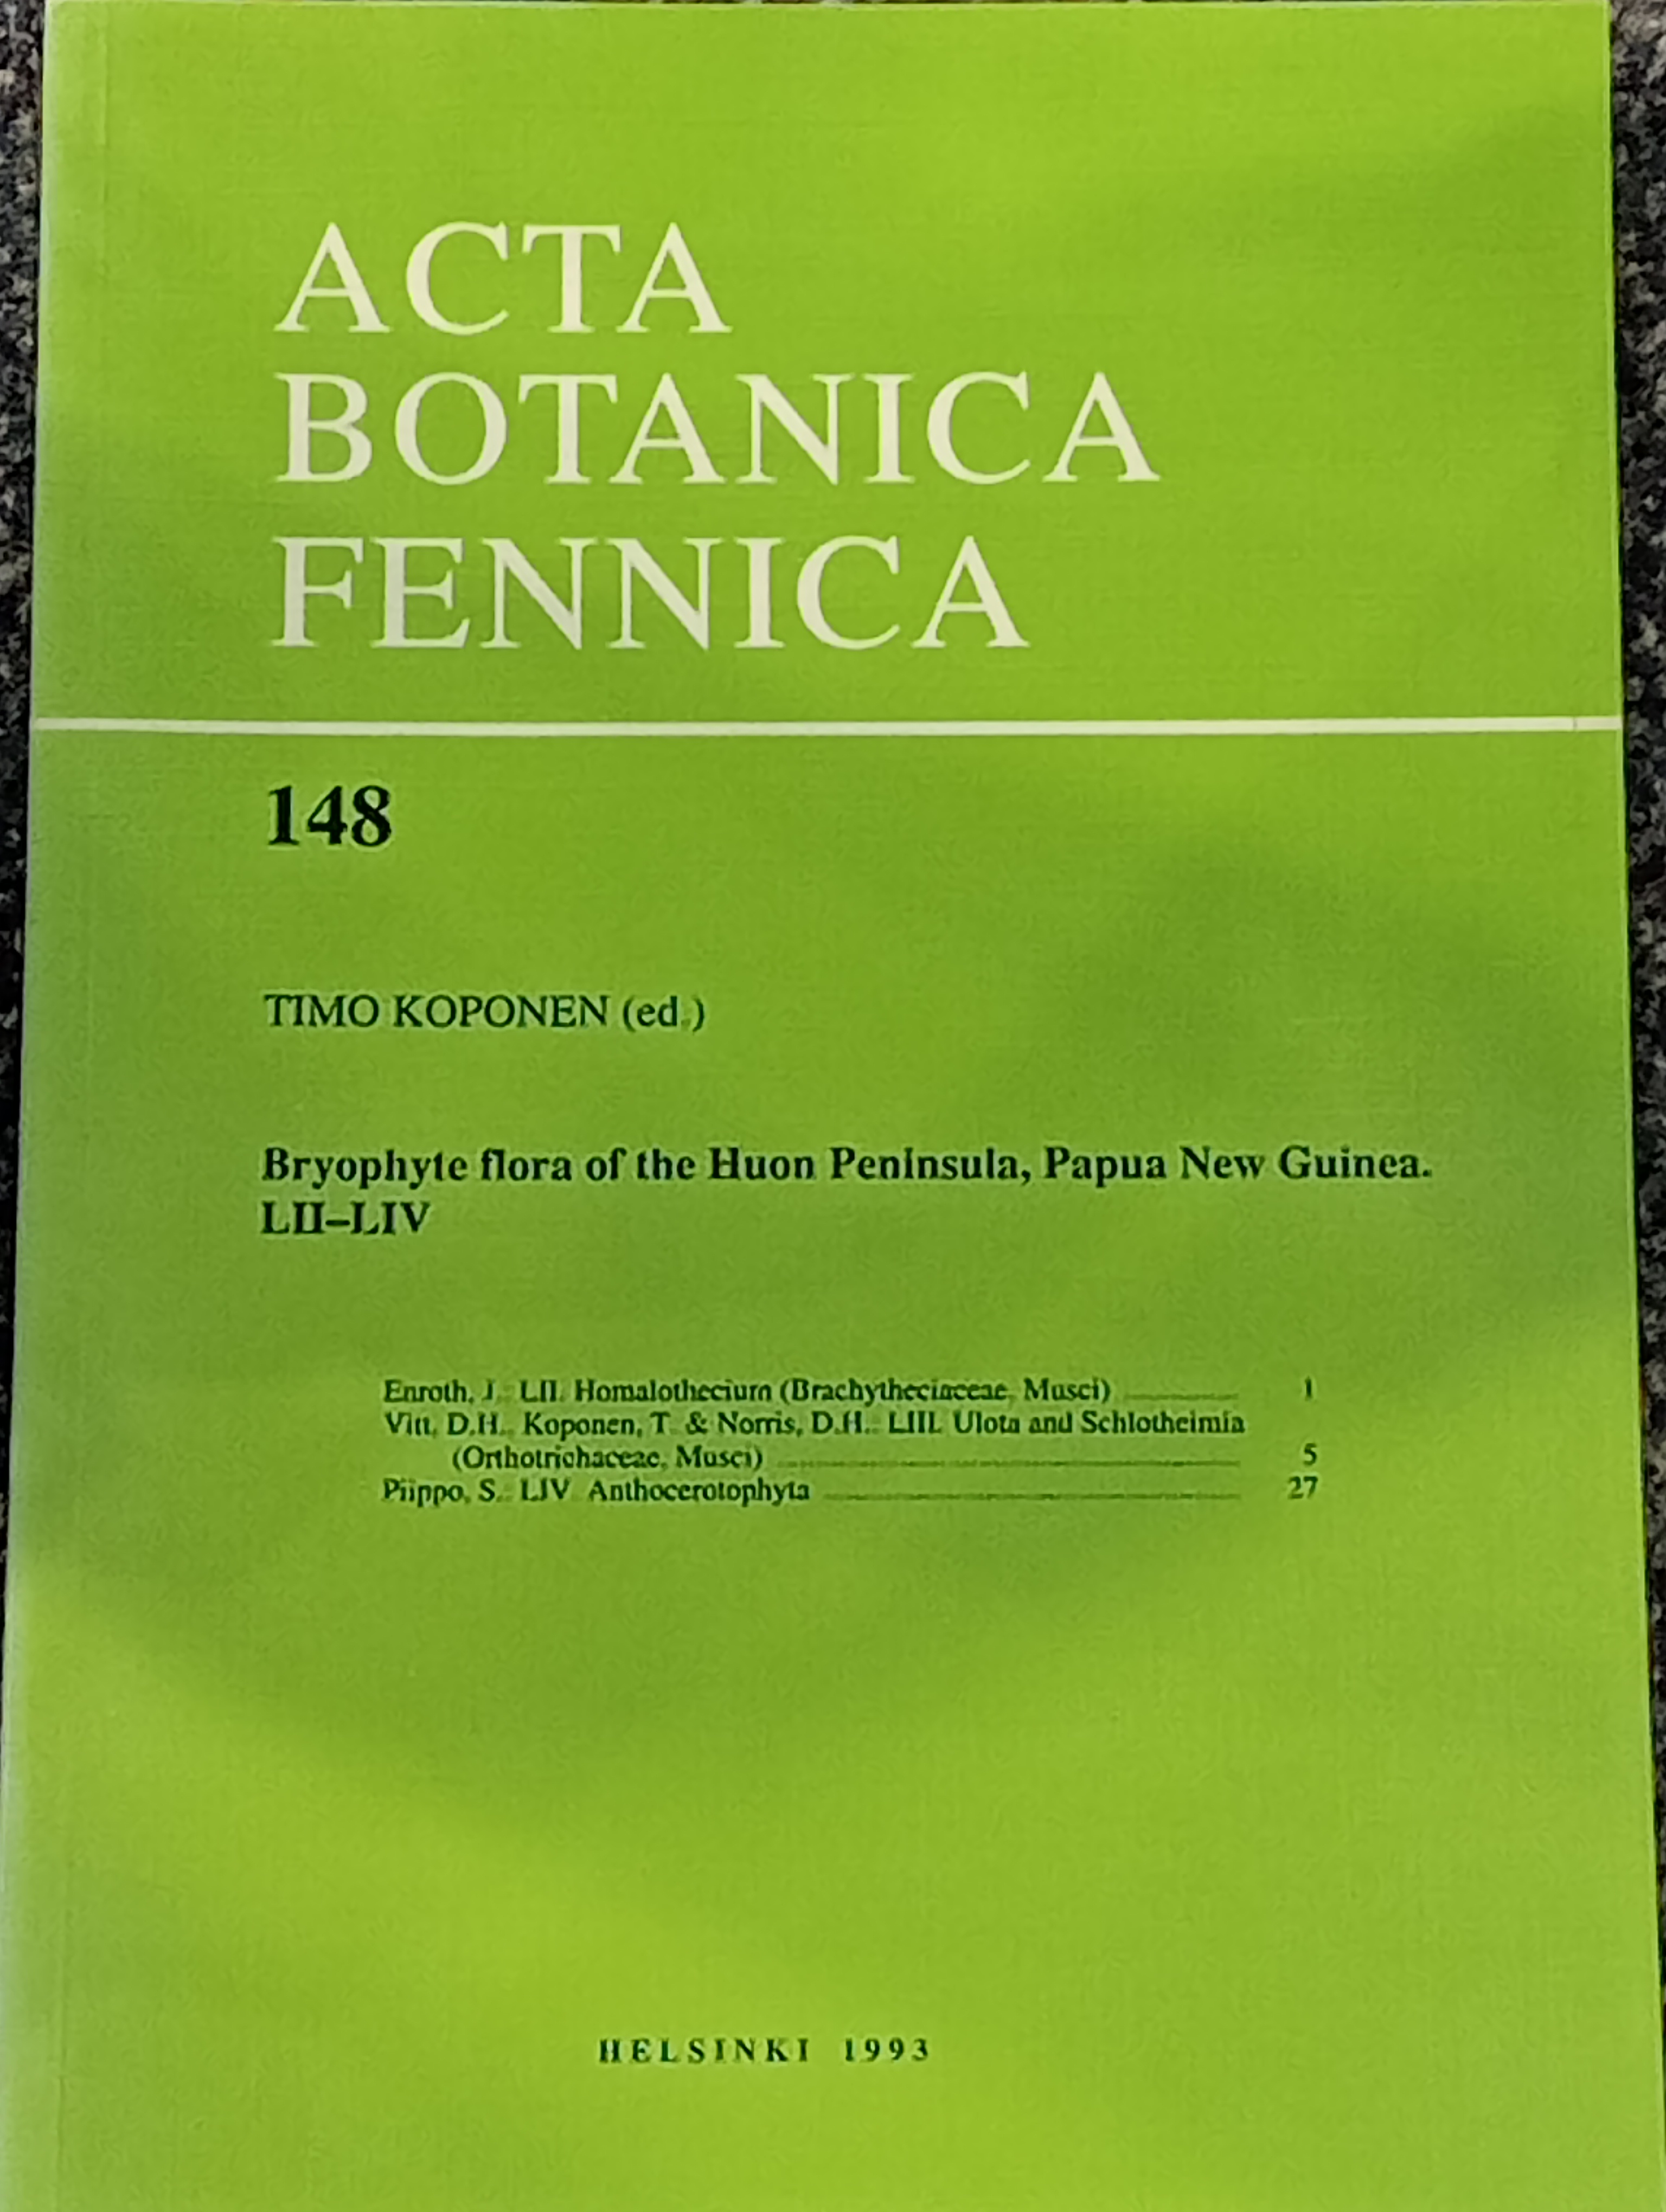 ACTA
BOTANICA
FENNICA
148
TIMO KOPONEN (ed.)
Bryophyte flora of the Huon Peninsula, Papua New Guinea.
LII–LIV
Enroth, J.: LII. Homalothecium (Brachytheciaceae, Musci) 1
Vitt, D.H., Koponen, T. & Norris, D.H.: LIII. Ulota and Schlotheimia
(Orthotrichaceae, Musci) 5
Piippo, S.: LIV. Anthocerotophyta 27
HELSINKI 1993